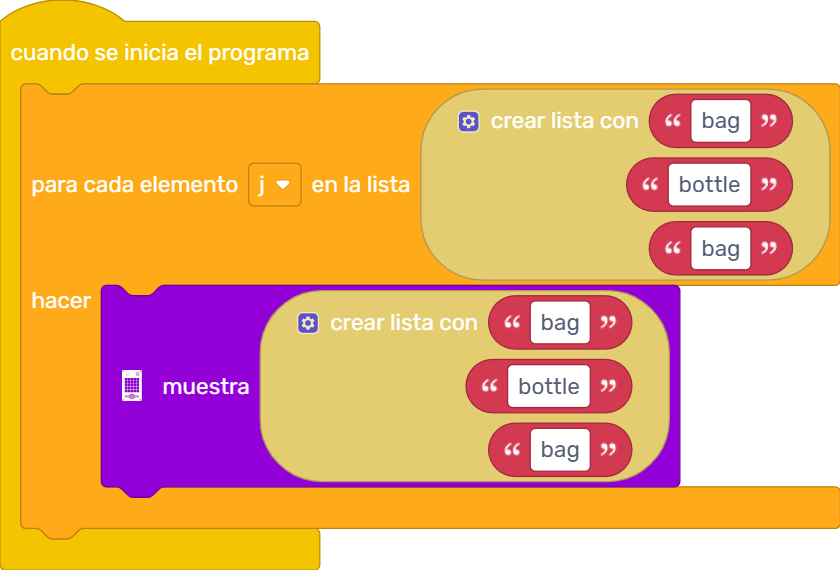 cuando se inicia el programa
crear lista con “ bag ”
para cada elemento j en la lista “ bottle ”
“ bag ”
hacer
crear lista con “ bag ”
muestra “ bottle ”
“ bag ”